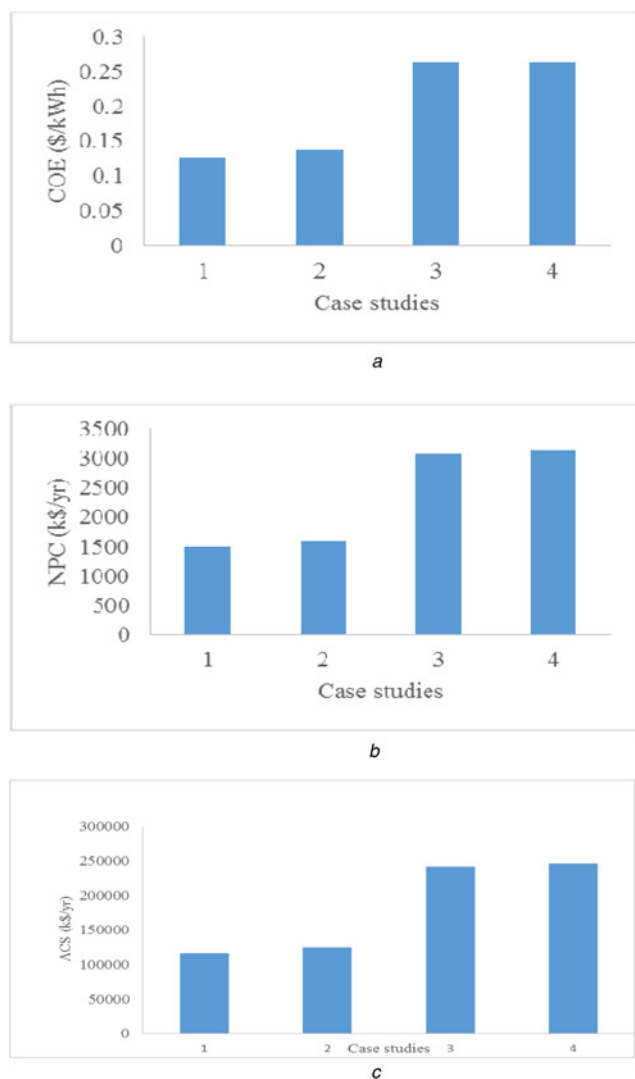 0.3
0.25
0.2
0.15
0.1
0.05
0
COE ($/kWh)
1 2 3 4
Case studies
a
3500
3000
2500
2000
1500
1000
500
0
NPC (k$/yr)
1 2 3 4
Case studies
b
300000
250000
200000
150000
100000
50000
0
ACS (k$/yr)
1 2 Case studies 3 4
c